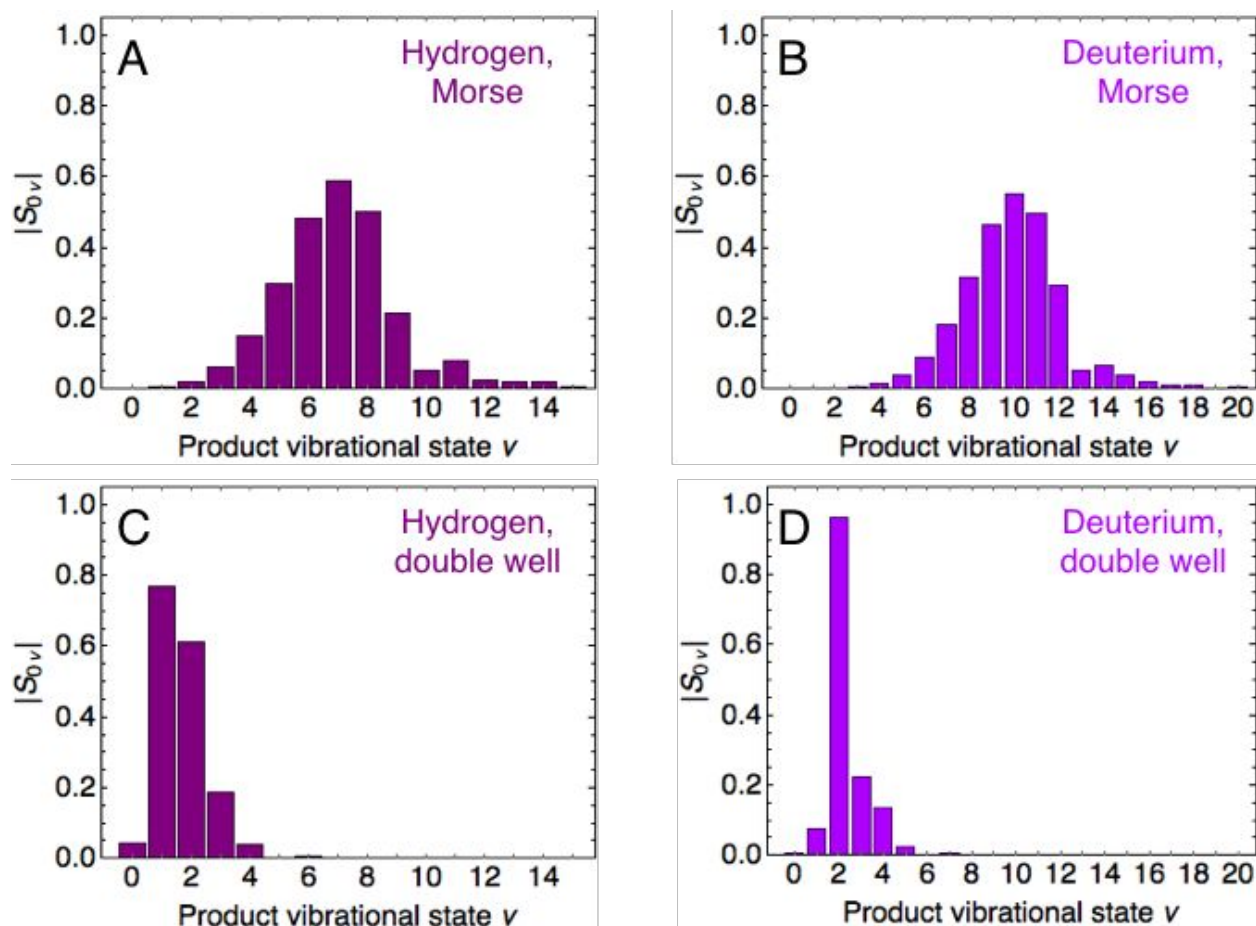 A
Hydrogen,
Morse
1.0
0.8
0.6
0.4
0.2
0.0
|S0v|
0 2 4 6 8 10 12 14
Product vibrational state v
B
Deuterium,
Morse
1.0
0.8
0.6
0.4
0.2
0.0
|S0v|
0 2 4 6 8 10 12 14 16 18 20
Product vibrational state v
C
Hydrogen,
double well
1.0
0.8
0.6
0.4
0.2
0.0
|S0v|
0 2 4 6 8 10 12 14
Product vibrational state v
D
Deuterium,
double well
1.0
0.8
0.6
0.4
0.2
0.0
|S0v|
0 2 4 6 8 10 12 14 16 18 20
Product vibrational state v